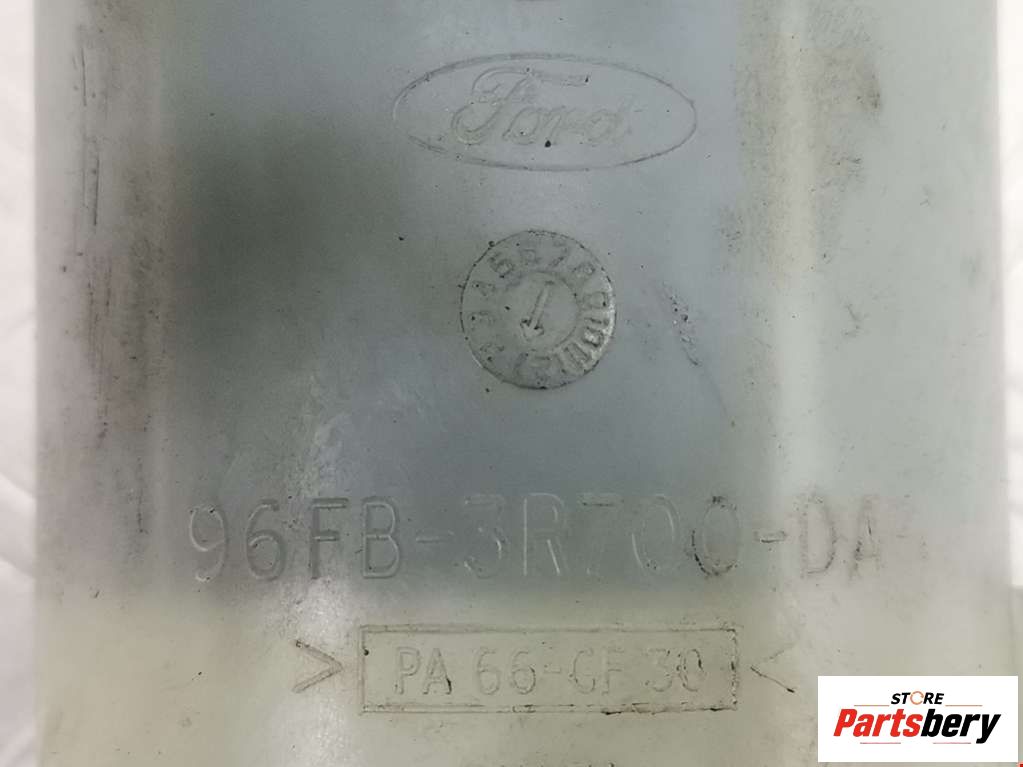 Ford
96FB-3R700-DA
> PA 66-GF 30 <
STORE
Partsbery